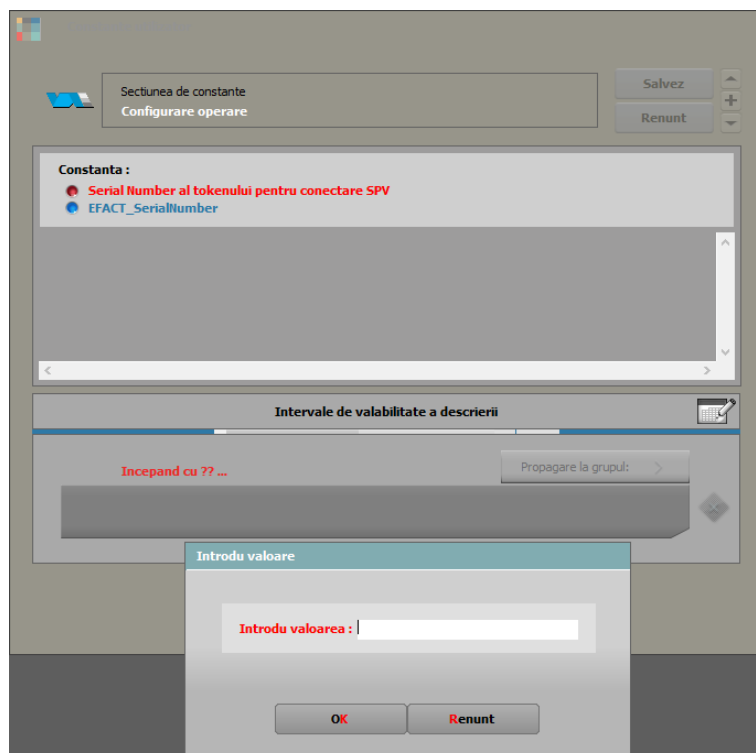 Sectiunea de constante
Configurare operare
Salvez
Renunt
Constanta :
Serial Number al tokenului pentru conectare SPV
EFACT_SerialNumber
Intervale de valabilitate a descrierii
Incepand cu ?? ...
Propagare la grupul:
Introdu valoare
Introdu valoarea :
OK
Renunt